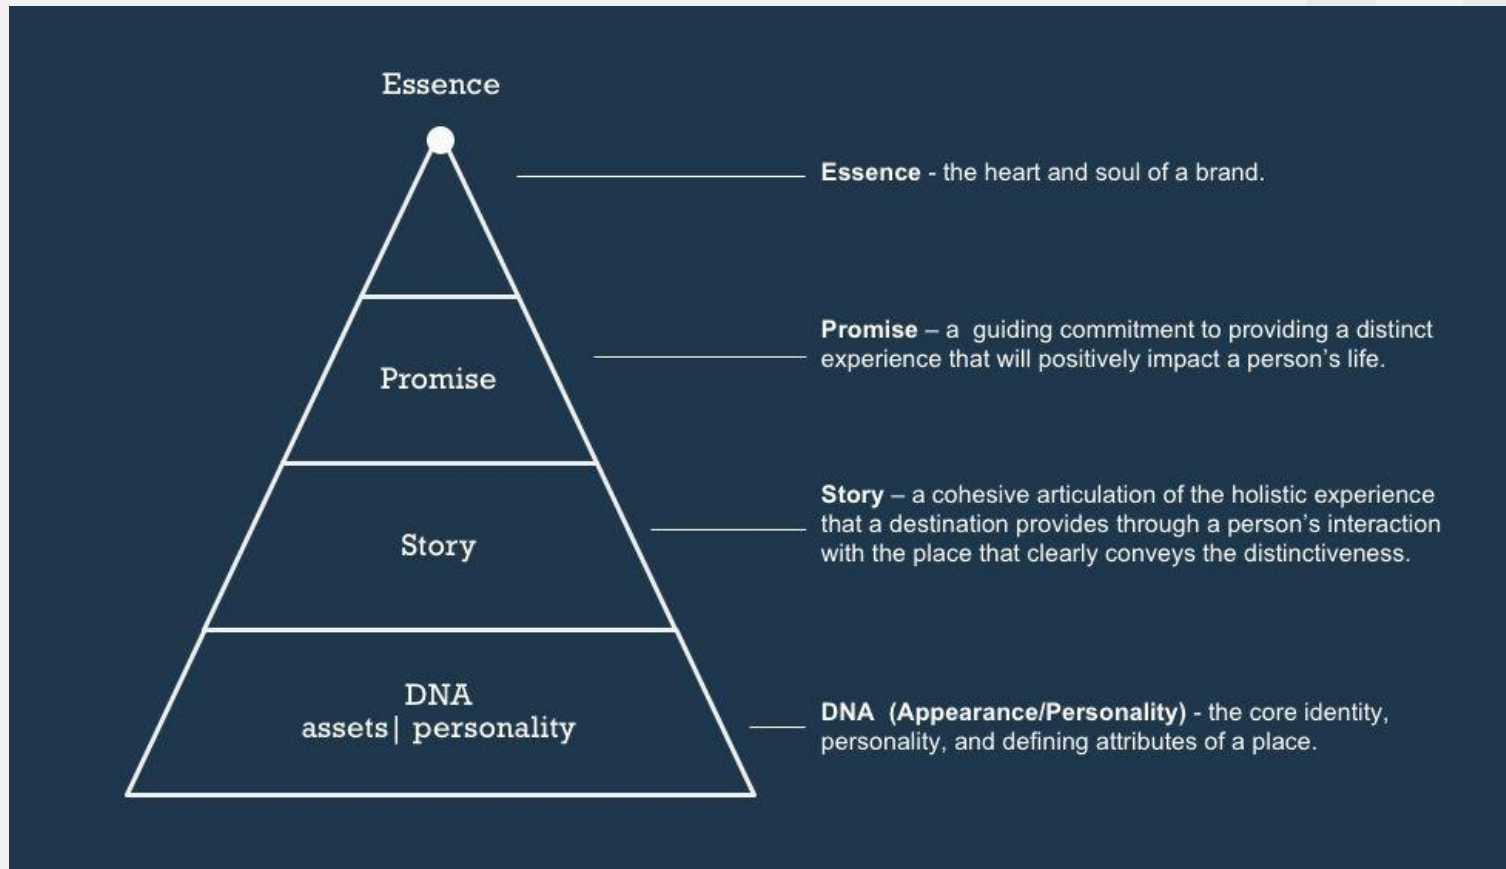 Essence
Essence - the heart and soul of a brand.
Promise
Promise – a  guiding commitment to providing a distinct
experience that will positively impact a person’s life.
Story
Story – a cohesive articulation of the holistic experience
that a destination provides through a person’s interaction
with the place that clearly conveys the distinctiveness.
DNA
assets| personality
DNA  (Appearance/Personality) - the core identity,
personality, and defining attributes of a place.